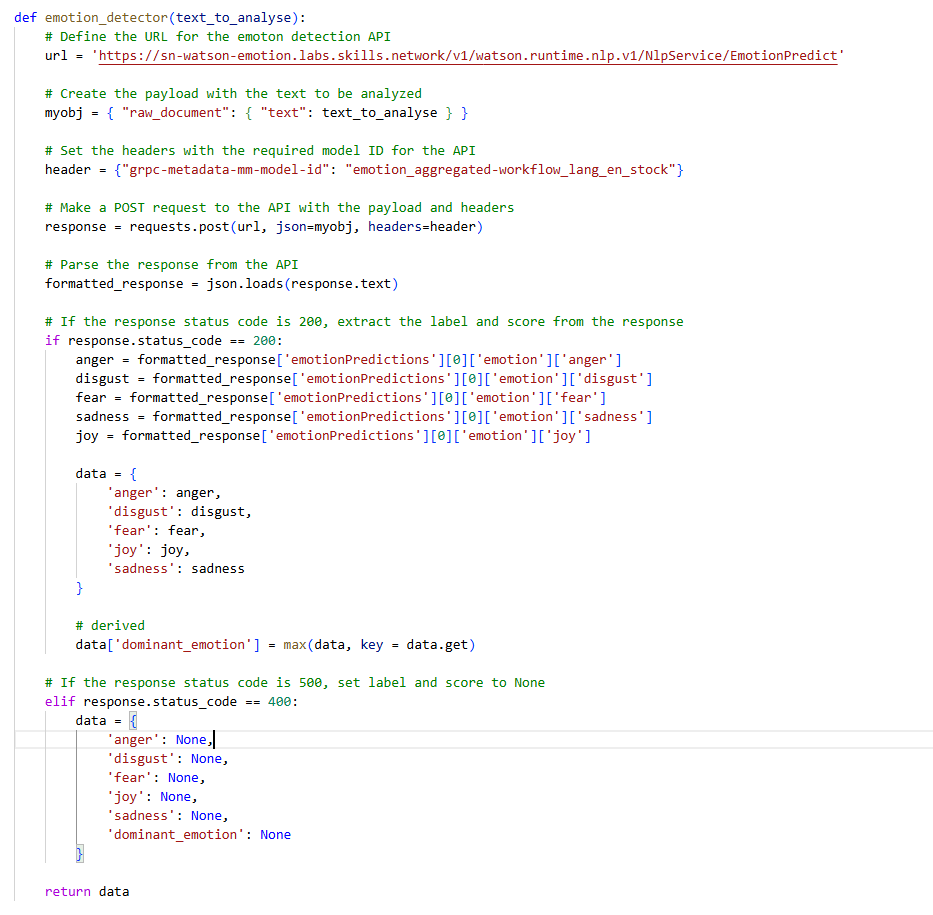 def emotion_detector(text_to_analyse):
    # Define the URL for the emoton detection API
    url = 'https://sn-watson-emotion.labs.skills.network/v1/watson.runtime.nlp.v1/NlpService/EmotionPredict'

    # Create the payload with the text to be analyzed
    myobj = { "raw_document": { "text": text_to_analyse } }

    # Set the headers with the required model ID for the API
    header = {"grpc-metadata-mm-model-id": "emotion_aggregated-workflow_lang_en_stock"}

    # Make a POST request to the API with the payload and headers
    response = requests.post(url, json=myobj, headers=header)

    # Parse the response from the API
    formatted_response = json.loads(response.text)

    # If the response status code is 200, extract the label and score from the response
    if response.status_code == 200:
        anger = formatted_response['emotionPredictions'][0]['emotion']['anger']
        disgust = formatted_response['emotionPredictions'][0]['emotion']['disgust']
        fear = formatted_response['emotionPredictions'][0]['emotion']['fear']
        sadness = formatted_response['emotionPredictions'][0]['emotion']['sadness']
        joy = formatted_response['emotionPredictions'][0]['emotion']['joy']

        data = {
            'anger': anger,
            'disgust': disgust,
            'fear': fear,
            'joy': joy,
            'sadness': sadness
        }

        # derived
        data['dominant_emotion'] = max(data, key = data.get)

    # If the response status code is 500, set label and score to None
    elif response.status_code == 400:
        data = {
            'anger': None,
            'disgust': None,
            'fear': None,
            'joy': None,
            'sadness': None,
            'dominant_emotion': None
        }

    return data